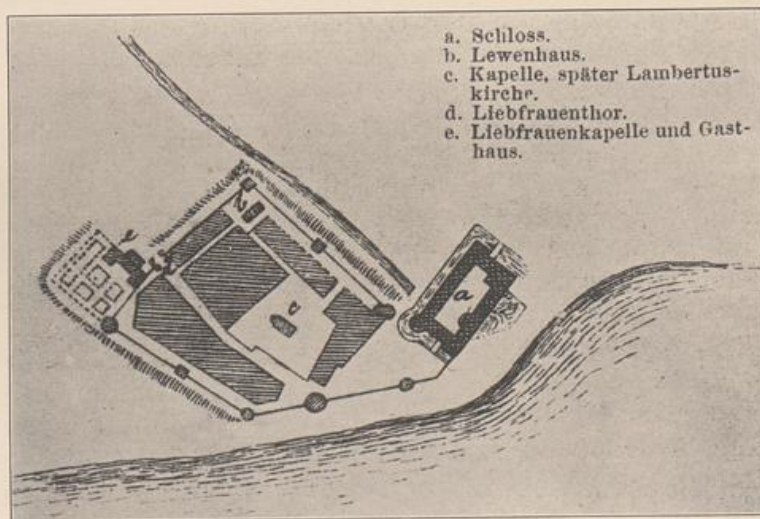 a. Schloss.
b. Lewenhaus.
c. Kapelle, später Lambertus-
kirche.
d. Liebfrauenthor.
e. Liebfrauenkapelle und Gast-
haus.
b
e
c
a